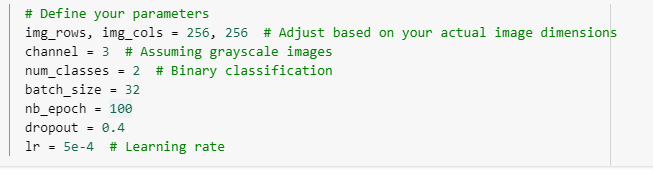 # Define your parameters
img_rows, img_cols = 256, 256  # Adjust based on your actual image dimensions
channel = 3  # Assuming grayscale images
num_classes = 2  # Binary classification
batch_size = 32
nb_epoch = 100
dropout = 0.4
lr = 5e-4  # Learning rate